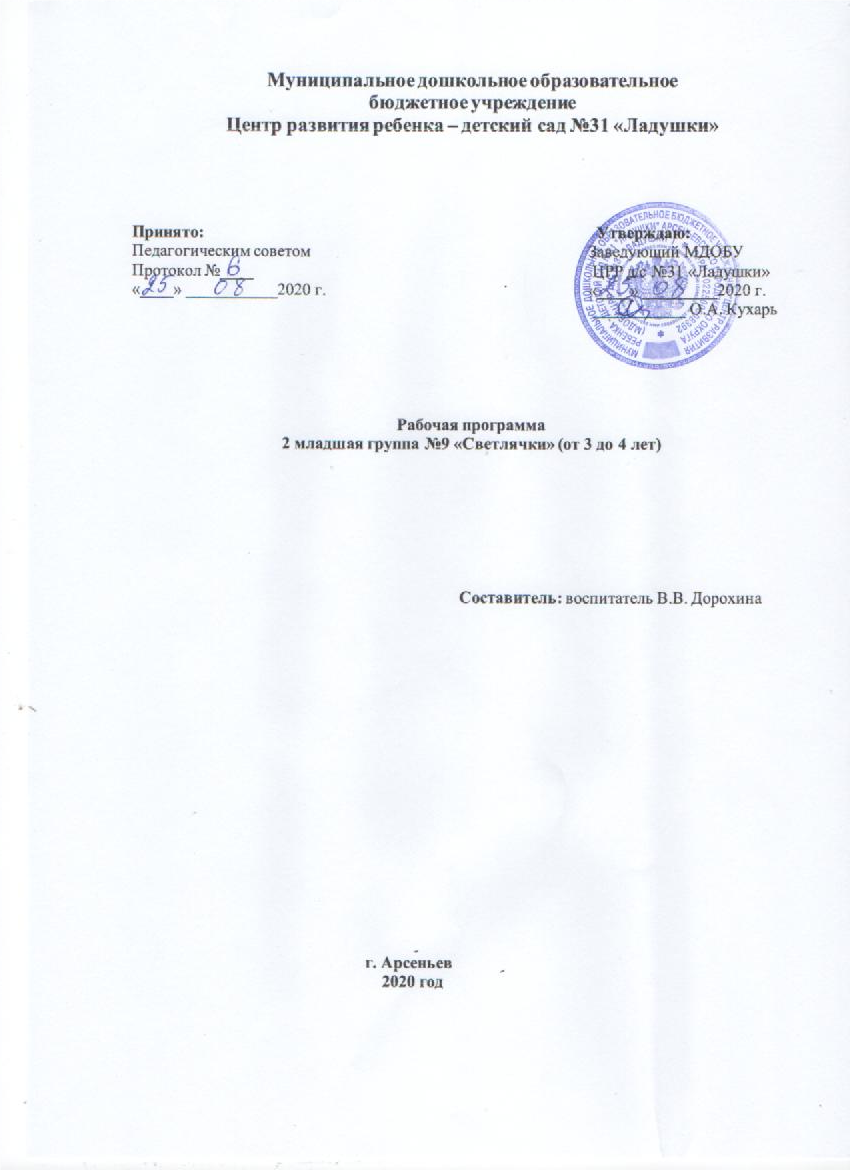 Муниципальное дошкольное образовательное
бюджетное учреждение
Центр развития ребенка – детский сад №31 «Ладушки»
Принято:
Педагогическим советом
Протокол № 6
«25» 08 2020 г.
Утверждаю:
Заведующий МДОБУ
ЦРР д/с №31 «Ладушки»
«25» 08 2020 г.
О.А. Кухарь
Рабочая программа
2 младшая группа №9 «Светлячки» (от 3 до 4 лет)
Составитель: воспитатель В.В. Дорохина
г. Арсеньев
2020 год